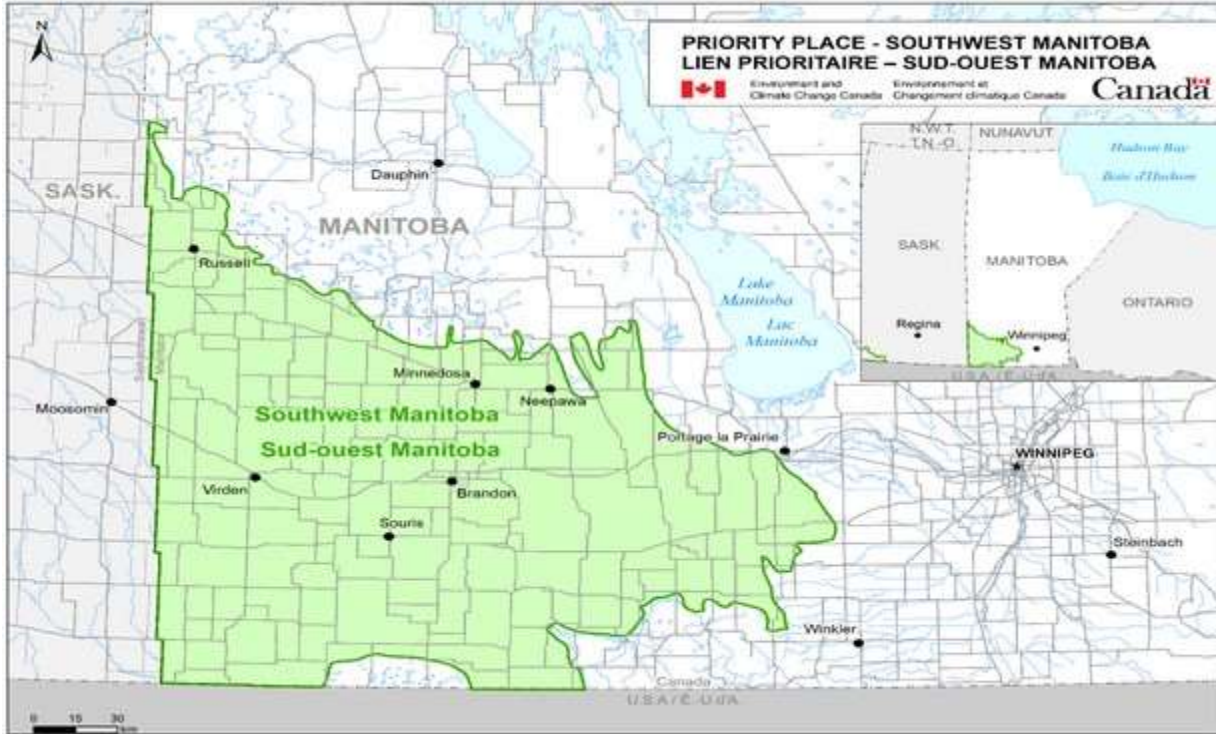 N
PRIORITY PLACE - SOUTHWEST MANITOBA
LIEN PRIORITAIRE – SUD-OUEST MANITOBA
Environment and
Climate Change Canada
Environnement et
Changement climatique Canada
Canada
N.W.T.
T.N.-O.
NUNAVUT
Hudson Bay
Baie d'Hudson
SASK.
MANITOBA
ONTARIO
Regina
Winnipeg
U.S.A./É.-U.d'A.
Dauphin
SASK.
MANITOBA
Russell
Lake
Manitoba
Lac
Manitoba
Saskatchewan
Manitoba
Minnedosa
Neepawa
Moosomin
Southwest Manitoba
Sud-ouest Manitoba
Portage la Prairie
WINNIPEG
Virden
Brandon
Souris
Steinbach
Winkler
Canada
U.S.A./É.-U.d'A.
0 15 30
km